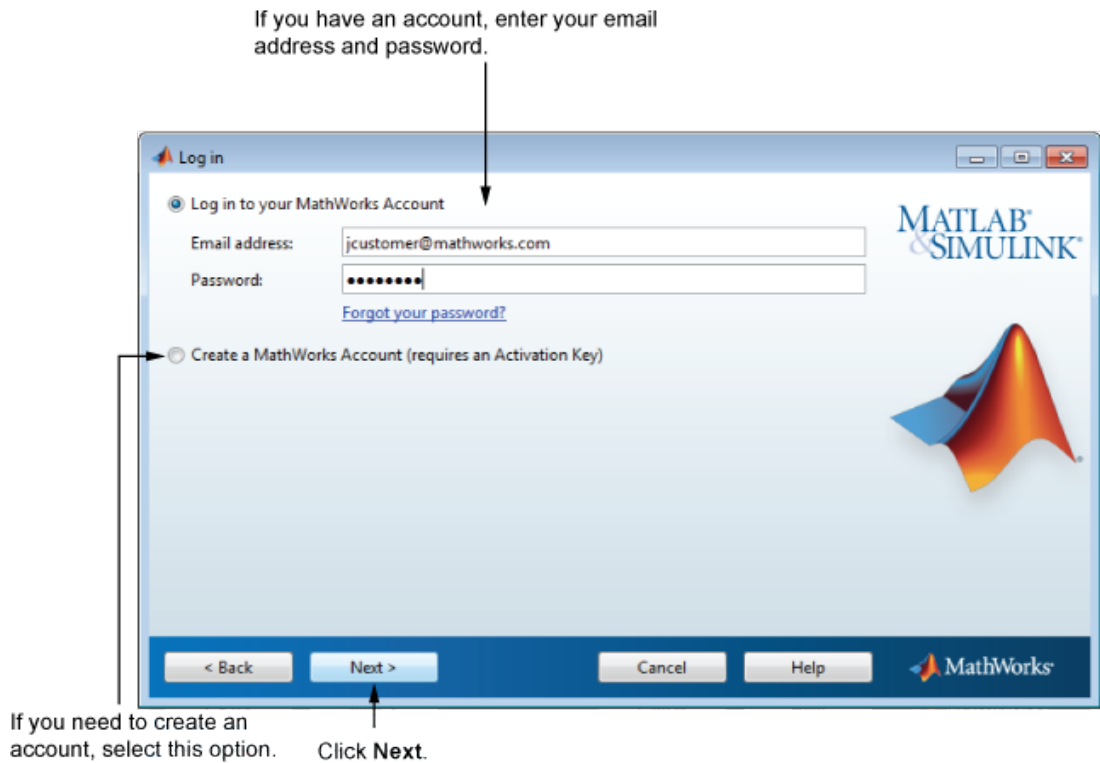 If you have an account, enter your email
address and password.
Log in
Log in to your MathWorks Account
MATLAB®
&SIMULINK®
Email address:
jcustomer@mathworks.com
Password:
••••••••
Forgot your password?
Create a MathWorks Account (requires an Activation Key)
®
< Back
Next >
Cancel
Help
MathWorks®
If you need to create an
account, select this option.
Click Next.